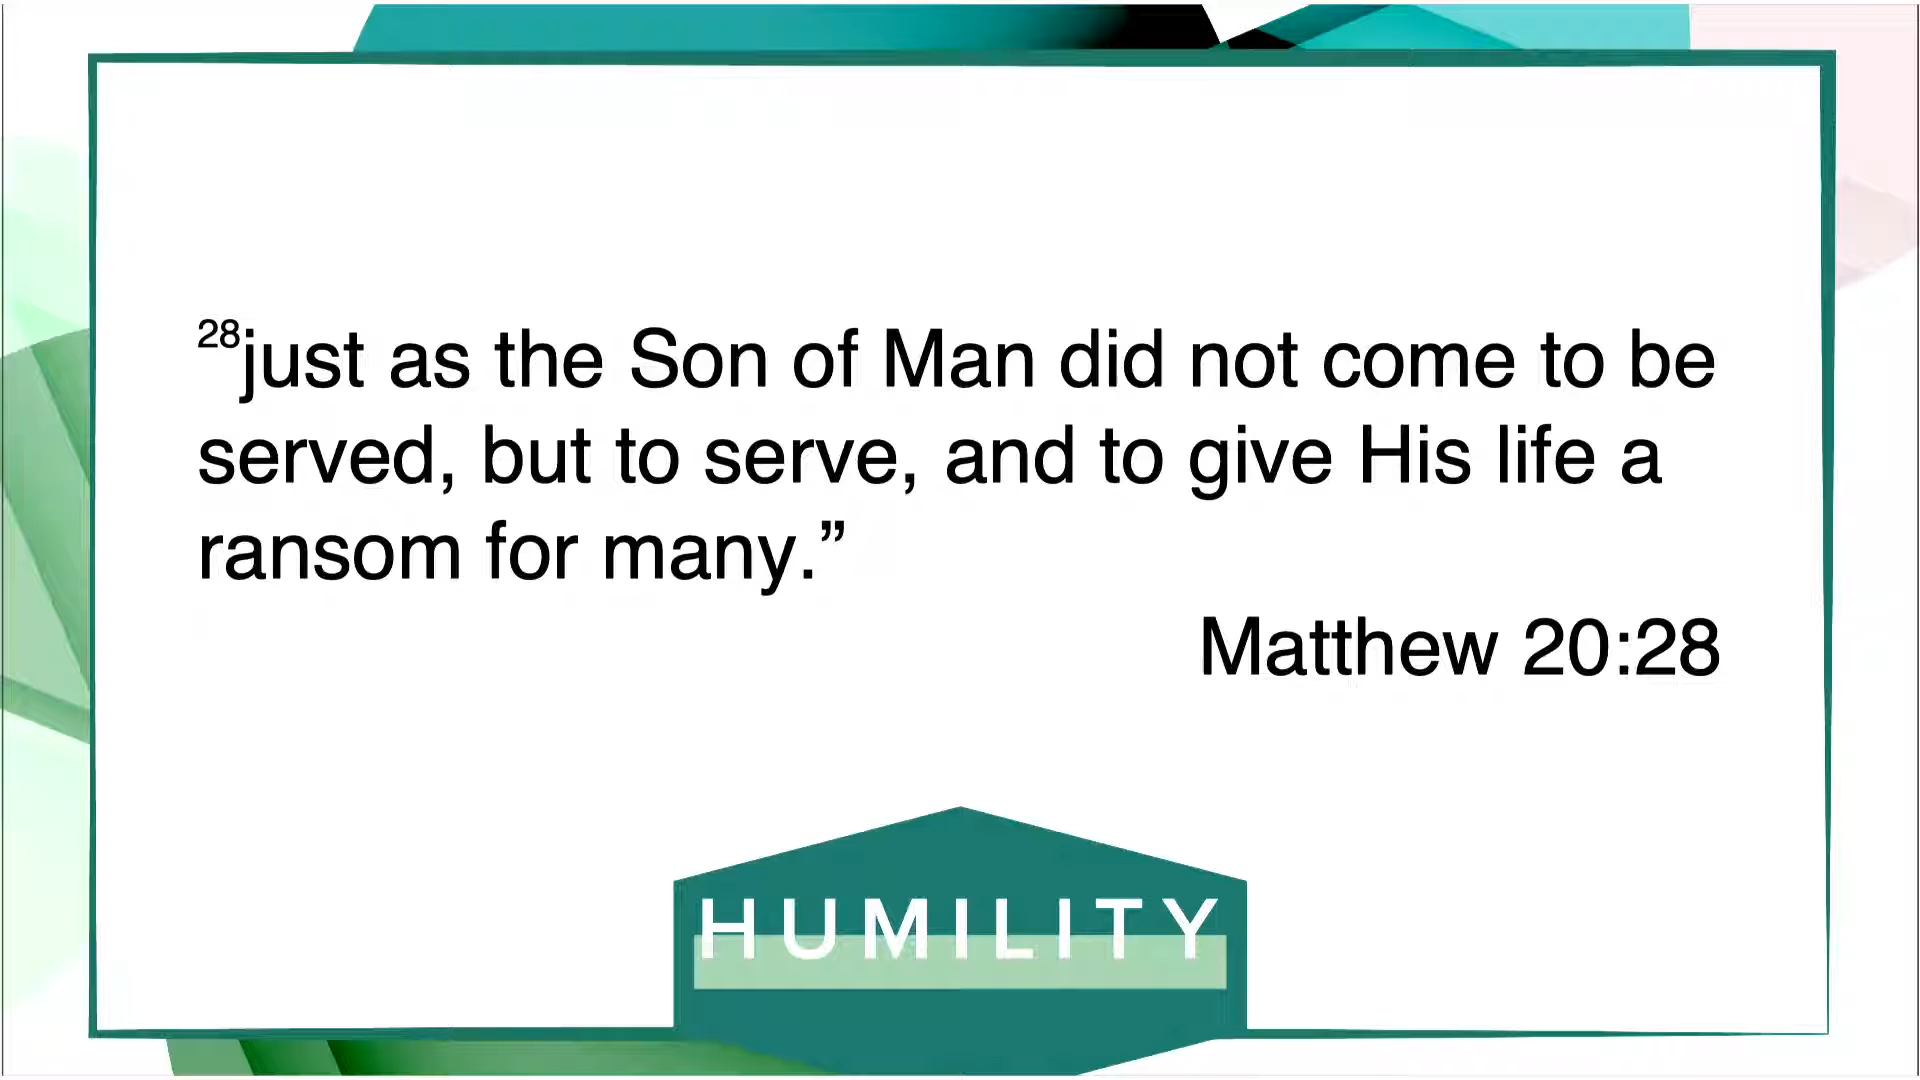 28just as the Son of Man did not come to be
served, but to serve, and to give His life a
ransom for many.”
Matthew 20:28
HUMILITY